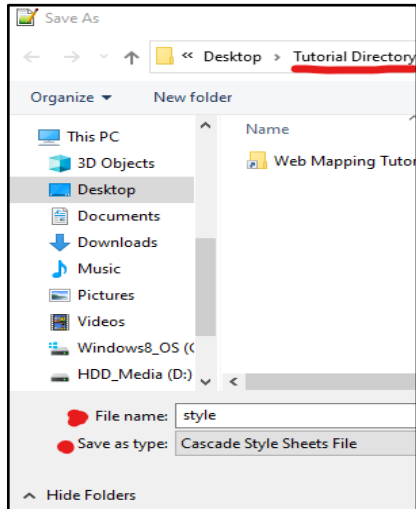 Save As
« Desktop > Tutorial Directory
Organize New folder
Name
This PC
3D Objects
Desktop
Documents
Downloads
Music
Pictures
Videos
Windows8_OS (C
HDD_Media (D:)
Web Mapping Tutor
File name: style
Save as type: Cascade Style Sheets File
Hide Folders